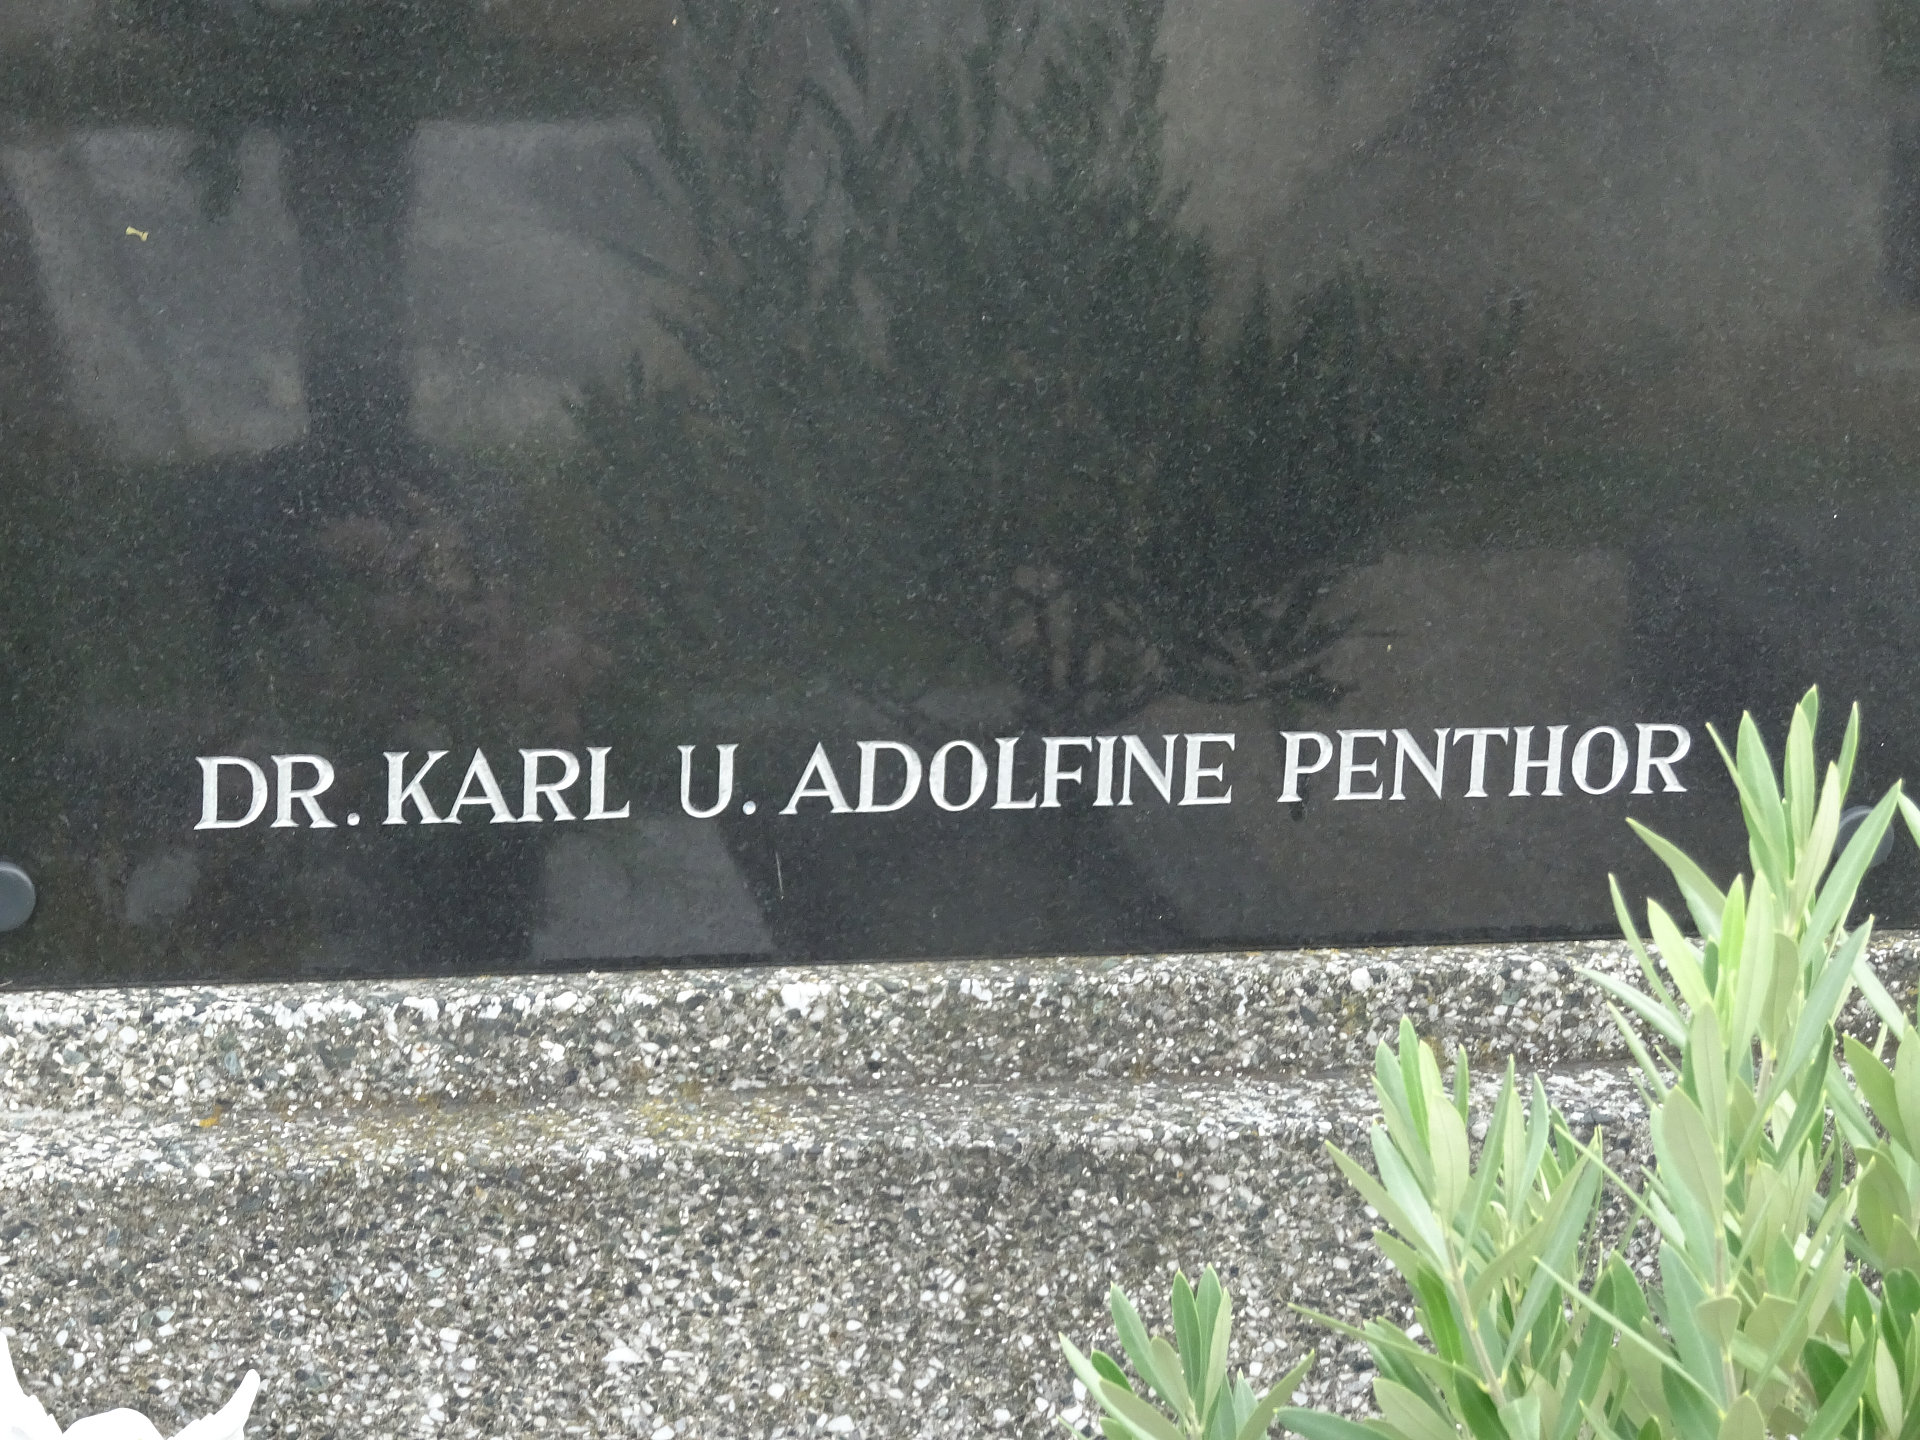 DR. KARL U. ADOLFINE PENTHOR